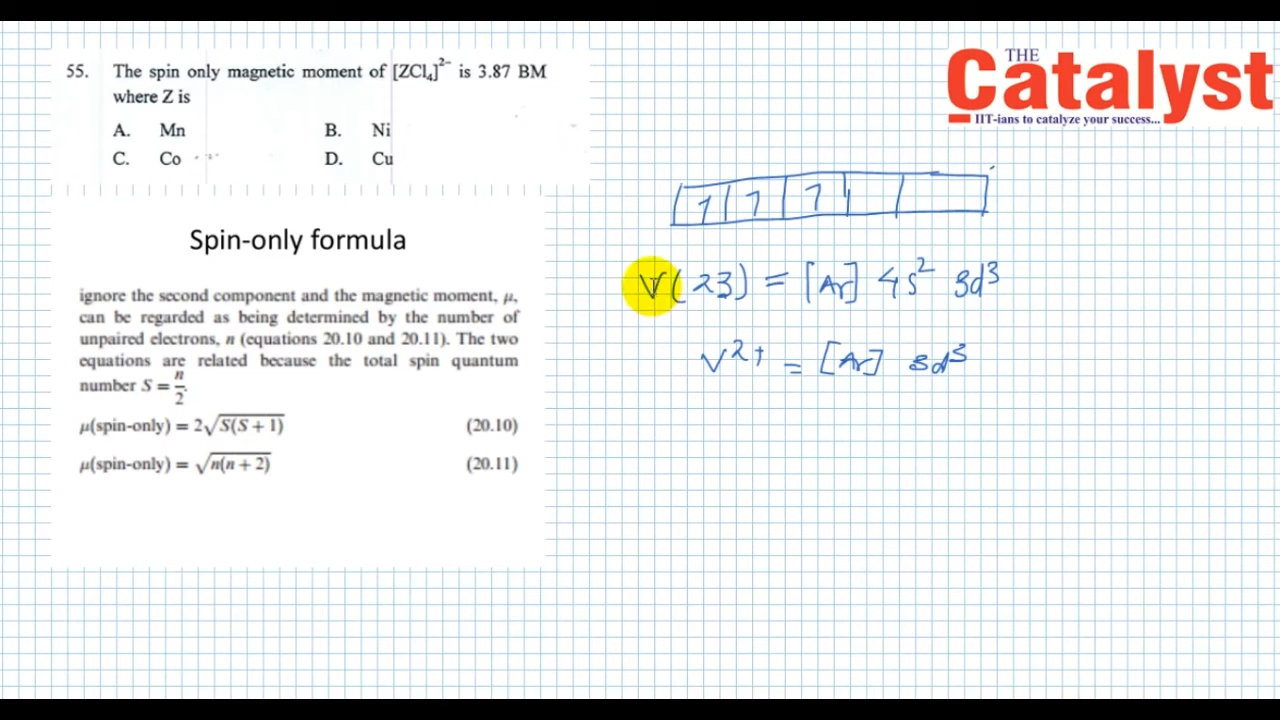 55. The spin only magnetic moment of [ZCl₄]²⁻ is 3.87 BM
where Z is
A. Mn B. Ni
C. Co D. Cu
THE
Catalyst
IIT-ians to catalyze your success...
Spin-only formula
ignore the second component and the magnetic moment, μ,
can be regarded as being determined by the number of
unpaired electrons, n (equations 20.10 and 20.11). The two
equations are related because the total spin quantum
number S = n/2.
μ(spin-only) = 2√S(S + 1) (20.10)
μ(spin-only) = √n(n + 2) (20.11)
1 1 1
V(23) = [Ar] 4s² 3d³
V²⁺ = [Ar] 3d³